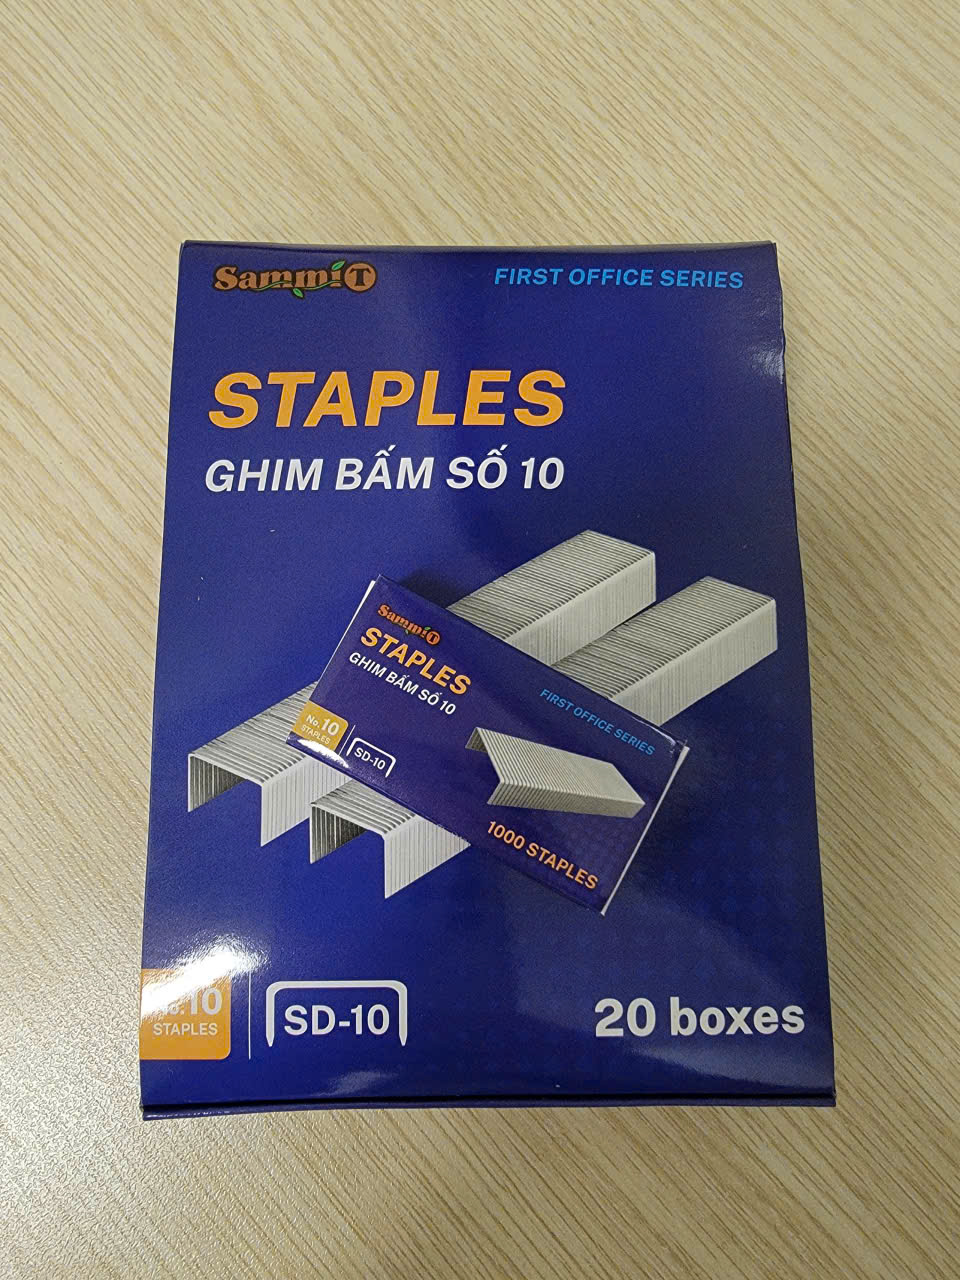 SammiT
FIRST OFFICE SERIES
STAPLES
GHIM BẤM SỐ 10
SammiT
STAPLES
GHIM BẤM SỐ 10
FIRST OFFICE SERIES
No.10
STAPLES
SD-10
1000 STAPLES
No.10
STAPLES
SD-10
20 boxes